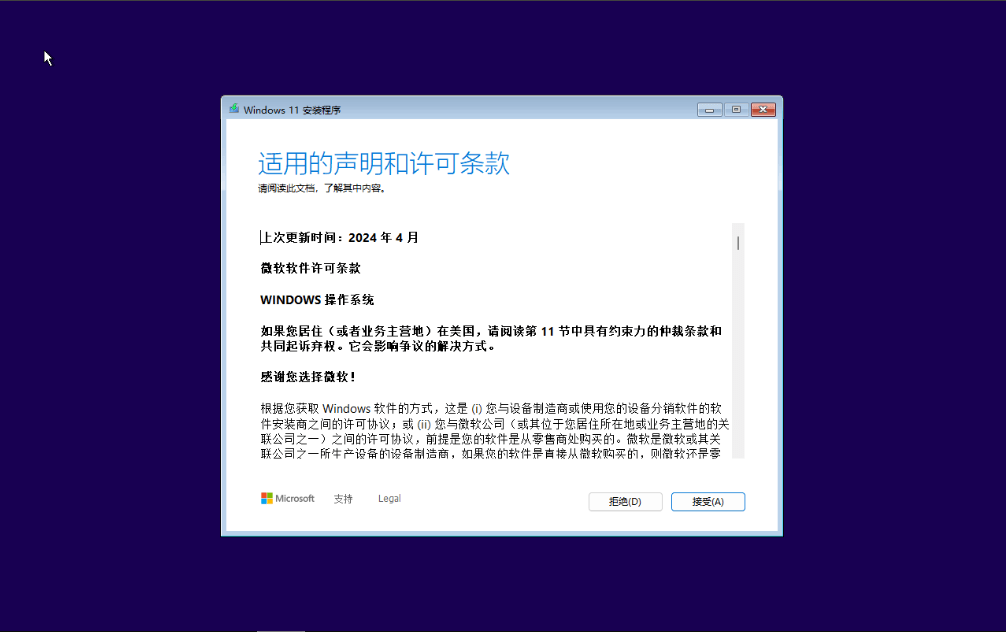 Windows 11 安装程序
适用的声明和许可条款
请阅读此文档，了解其中内容。
上次更新时间：2024 年 4 月
微软软件许可条款
WINDOWS 操作系统
如果您居住（或者业务主营地）在美国，请阅读第 11 节中具有约束力的仲裁条款和
共同起诉弃权。它会影响争议的解决方式。
感谢您选择微软！
根据您获取 Windows 软件的方式，这是 (i) 您与设备制造商或使用您的设备分销软件的软
件安装商之间的许可协议；或 (ii) 您与微软公司（或其位于您居住所在地或业务主营地的关
联公司之一）之间的许可协议，前提是您的软件是从零售商处购买的。微软是微软或其关
联公司之一所生产设备的设备制造商，如果您的软件是直接从微软购买的，则微软还是零
Microsoft 支持 Legal
拒绝(D) 接受(A)